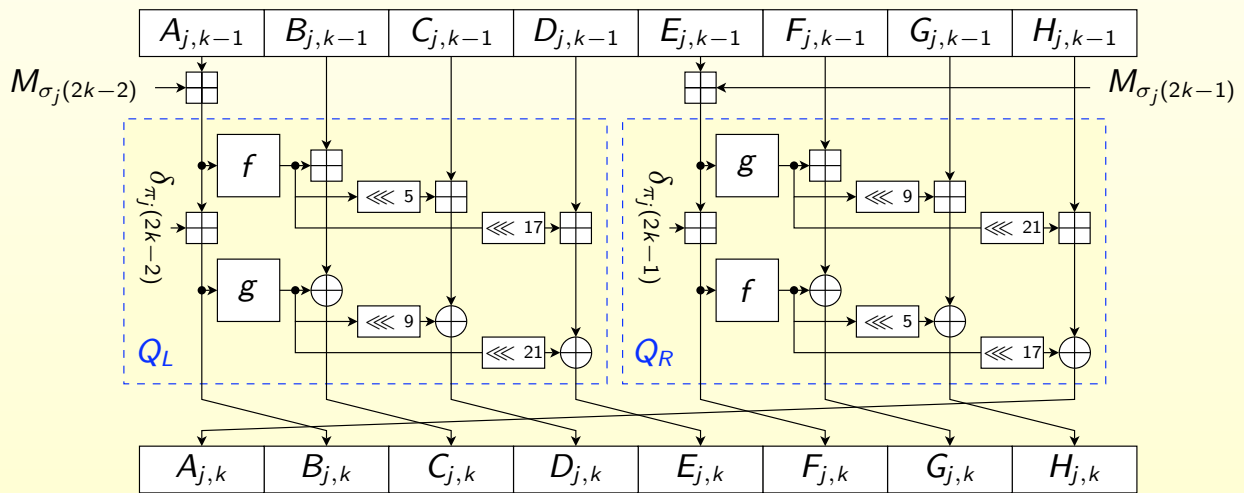 A_{j,k−1} B_{j,k−1} C_{j,k−1} D_{j,k−1} E_{j,k−1} F_{j,k−1} G_{j,k−1} H_{j,k−1}
M_{σ_j(2k−2)} M_{σ_j(2k−1)}
f g
δ_{π_j(2k−2)} ⋘ 5 δ_{π_j(2k−1)} ⋘ 9
⋘ 17 ⋘ 21
g f
⋘ 9 ⋘ 5
Q_L ⋘ 21 Q_R ⋘ 17
A_{j,k} B_{j,k} C_{j,k} D_{j,k} E_{j,k} F_{j,k} G_{j,k} H_{j,k}